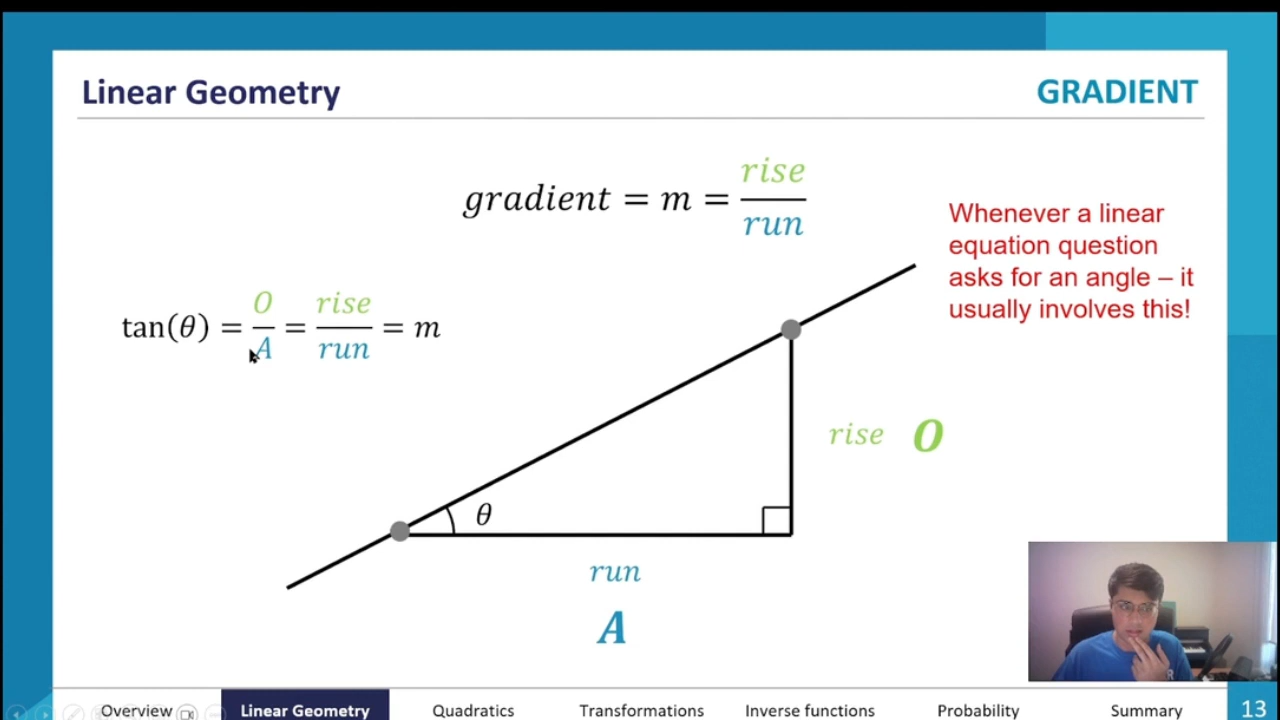 Linear Geometry
GRADIENT
gradient = m = rise/run
Whenever a linear
equation question
asks for an angle – it
usually involves this!
tan(θ) = O/A = rise/run = m
rise O
θ
run
A
Overview
Linear Geometry
Quadratics
Transformations
Inverse functions
Probability
Summary
13